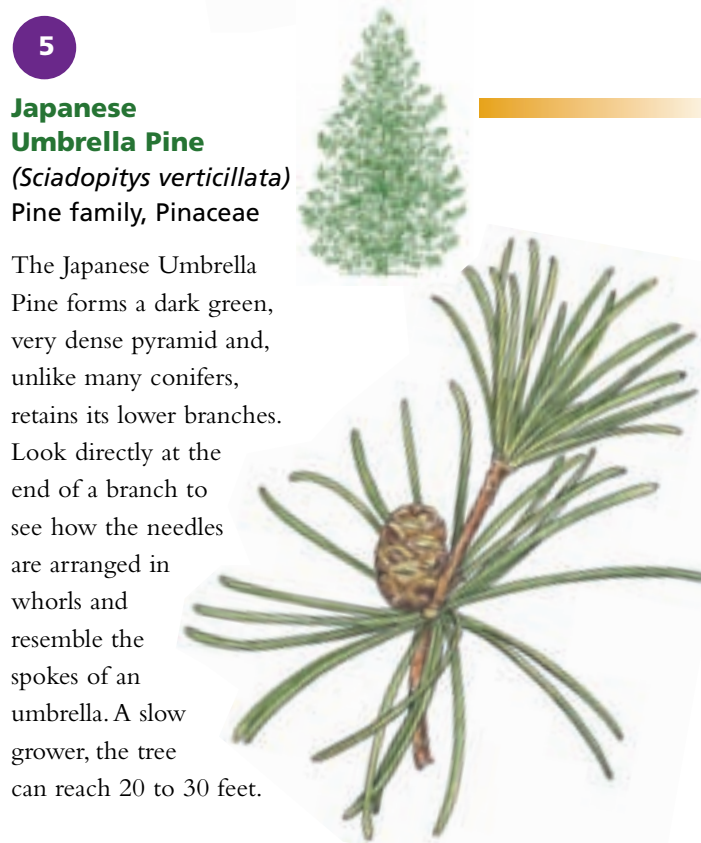 5
Japanese
Umbrella Pine
(Sciadopitys verticillata)
Pine family, Pinaceae
The Japanese Umbrella
Pine forms a dark green,
very dense pyramid and,
unlike many conifers,
retains its lower branches.
Look directly at the
end of a branch to
see how the needles
are arranged in
whorls and
resemble the
spokes of an
umbrella. A slow
grower, the tree
can reach 20 to 30 feet.